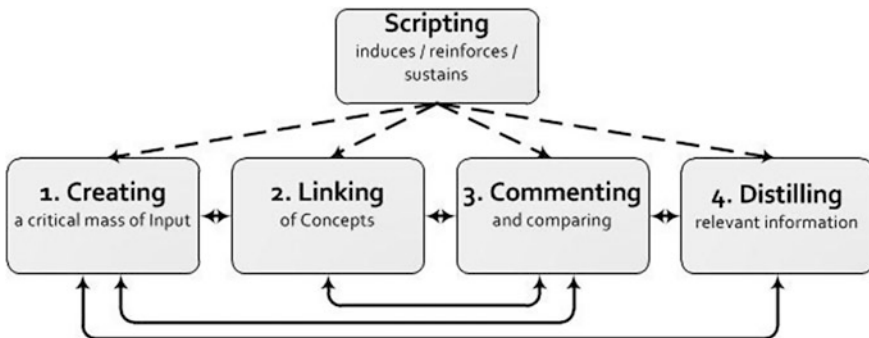 Scripting
induces / reinforces /
sustains
1. Creating
a critical mass of Input
2. Linking
of Concepts
3. Commenting
and comparing
4. Distilling
relevant information